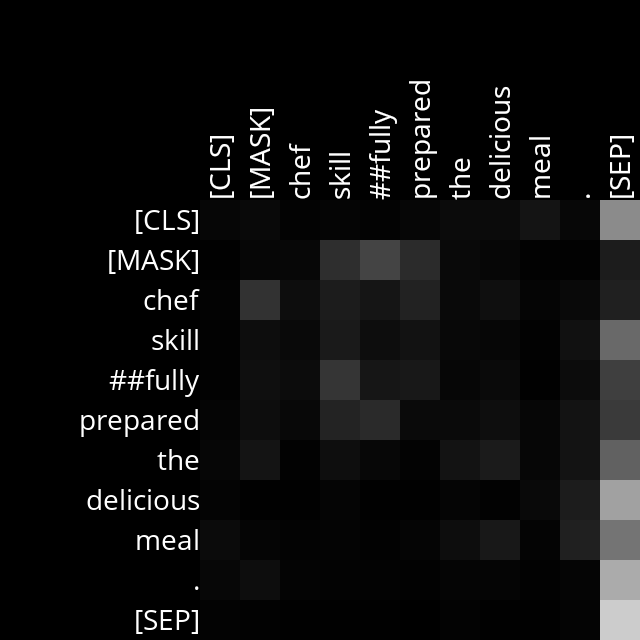 [CLS]
[MASK]
chef
skill
##fully
prepared
the
delicious
meal
.
[SEP]
[CLS]
[MASK]
chef
skill
##fully
prepared
the
delicious
meal
.
[SEP]